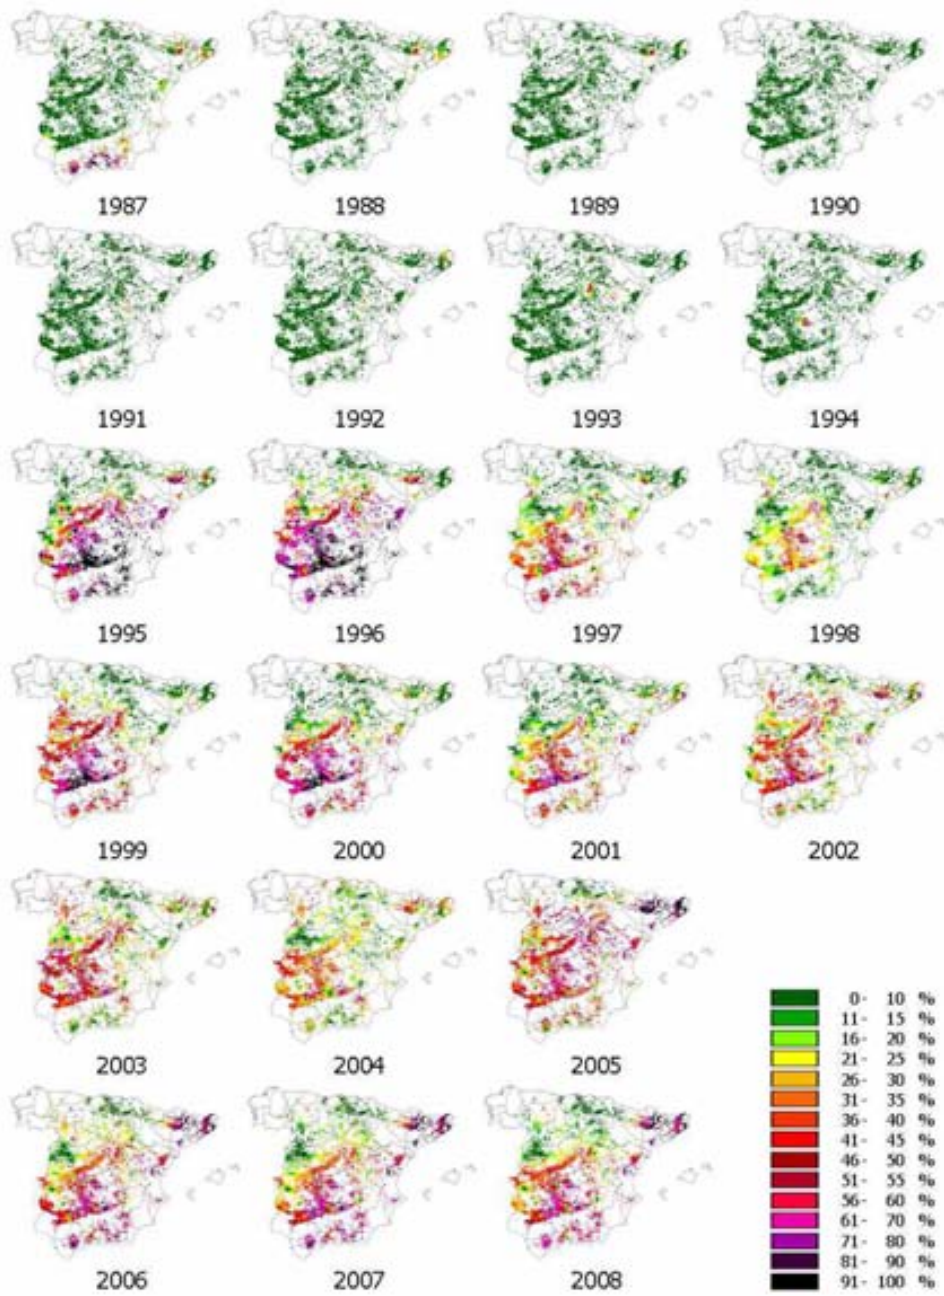 1987 1988 1989 1990
1991 1992 1993 1994
1995 1996 1997 1998
1999 2000 2001 2002
2003 2004 2005
0- 10 %
11- 15 %
16- 20 %
21- 25 %
26- 30 %
31- 35 %
36- 40 %
41- 45 %
46- 50 %
51- 55 %
56- 60 %
61- 70 %
71- 80 %
81- 90 %
91- 100 %
2006 2007 2008